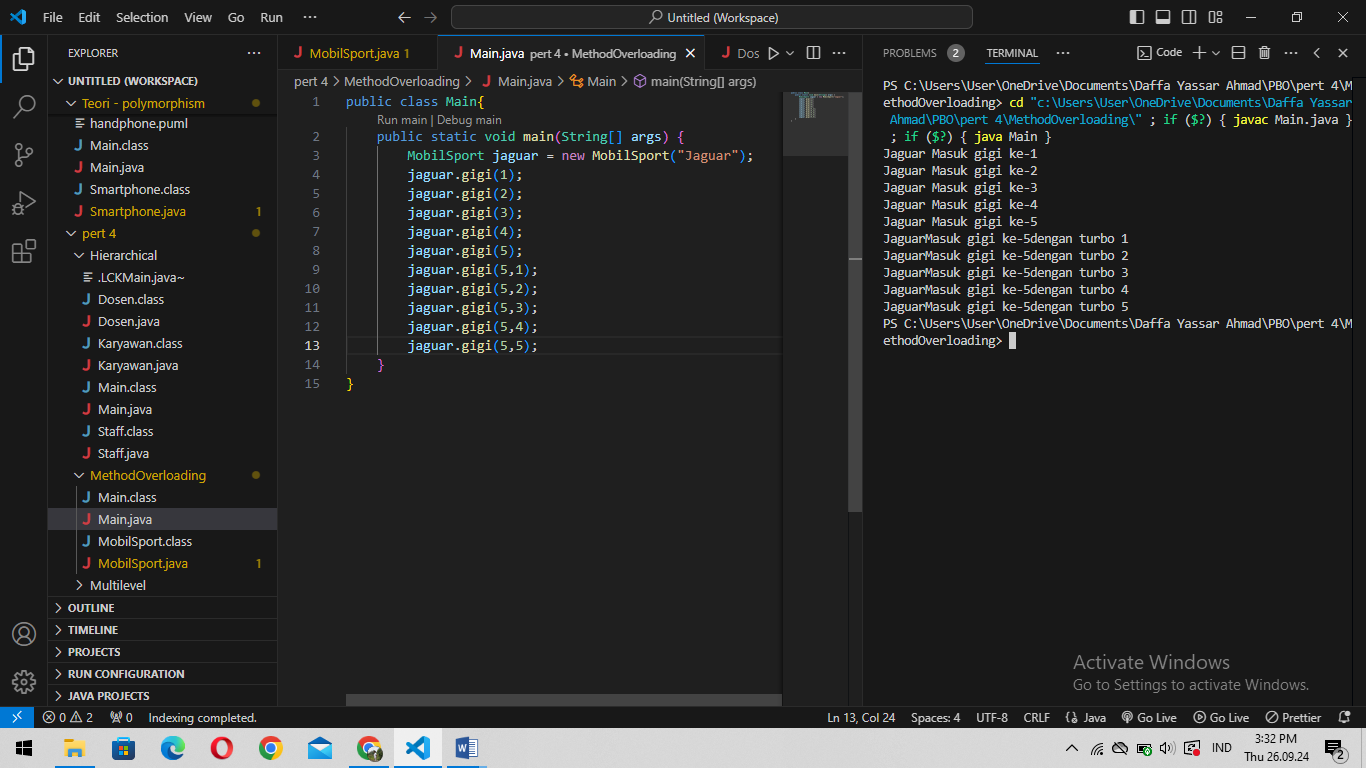 File Edit Selection View Go Run ··· Untitled (Workspace)
EXPLORER ···
UNTITLED (WORKSPACE)
Teori - polymorphism
handphone.puml
Main.class
Main.java
Smartphone.class
Smartphone.java 1
pert 4
Hierarchical
.LCKMain.java~
Dosen.class
Dosen.java
Karyawan.class
Karyawan.java
Main.class
Main.java
Staff.class
Staff.java
MethodOverloading
Main.class
Main.java
MobilSport.class
MobilSport.java 1
Multilevel
OUTLINE
TIMELINE
PROJECTS
RUN CONFIGURATION
JAVA PROJECTS
MobilSport.java 1 Main.java pert 4 • MethodOverloading Dos
pert 4 > MethodOverloading > Main.java > Main > main(String[] args)
1 public class Main{
Run main | Debug main
2 public static void main(String[] args) {
3 MobilSport jaguar = new MobilSport("Jaguar");
4 jaguar.gigi(1);
5 jaguar.gigi(2);
6 jaguar.gigi(3);
7 jaguar.gigi(4);
8 jaguar.gigi(5);
9 jaguar.gigi(5,1);
10 jaguar.gigi(5,2);
11 jaguar.gigi(5,3);
12 jaguar.gigi(5,4);
13 jaguar.gigi(5,5);
14 }
15 }
PROBLEMS 2 TERMINAL ··· Code
PS C:\Users\User\OneDrive\Documents\Daffa Yassar Ahmad\PBO\pert 4\M
ethodOverloading> cd "c:\Users\User\OneDrive\Documents\Daffa Yassar
Ahmad\PBO\pert 4\MethodOverloading\" ; if ($?) { javac Main.java }
; if ($?) { java Main }
Jaguar Masuk gigi ke-1
Jaguar Masuk gigi ke-2
Jaguar Masuk gigi ke-3
Jaguar Masuk gigi ke-4
Jaguar Masuk gigi ke-5
JaguarMasuk gigi ke-5dengan turbo 1
JaguarMasuk gigi ke-5dengan turbo 2
JaguarMasuk gigi ke-5dengan turbo 3
JaguarMasuk gigi ke-5dengan turbo 4
JaguarMasuk gigi ke-5dengan turbo 5
PS C:\Users\User\OneDrive\Documents\Daffa Yassar Ahmad\PBO\pert 4\M
ethodOverloading>
Activate Windows
Go to Settings to activate Windows.
0 2 0 Indexing completed. Ln 13, Col 24 Spaces: 4 UTF-8 CRLF Java Go Live Go Live Prettier
IND 3:32 PM
Thu 26.09.24 2